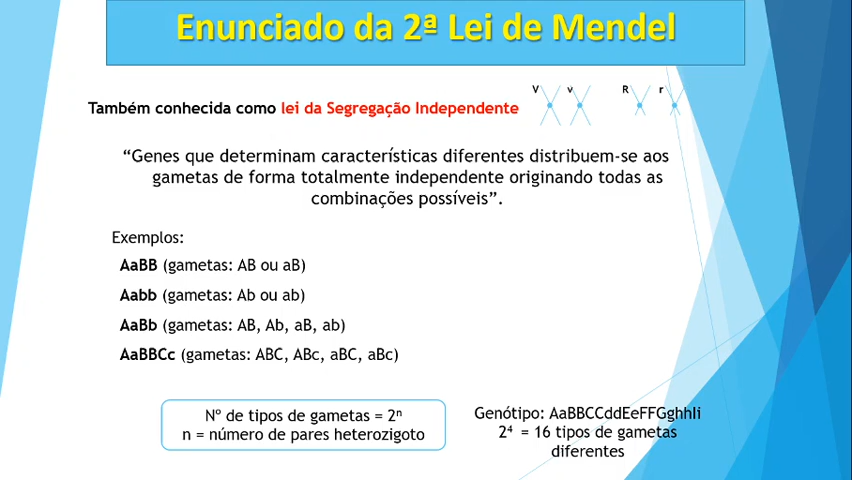 Enunciado da 2ª Lei de Mendel
V v R r
Também conhecida como lei da Segregação Independente
“Genes que determinam características diferentes distribuem-se aos
gametas de forma totalmente independente originando todas as
combinações possíveis”.
Exemplos:
AaBB (gametas: AB ou aB)
Aabb (gametas: Ab ou ab)
AaBb (gametas: AB, Ab, aB, ab)
AaBBCc (gametas: ABC, ABc, aBC, aBc)
Nº de tipos de gametas = 2ⁿ
n = número de pares heterozigoto
Genótipo: AaBBCCddEeFFGghhIi
2⁴ = 16 tipos de gametas
diferentes